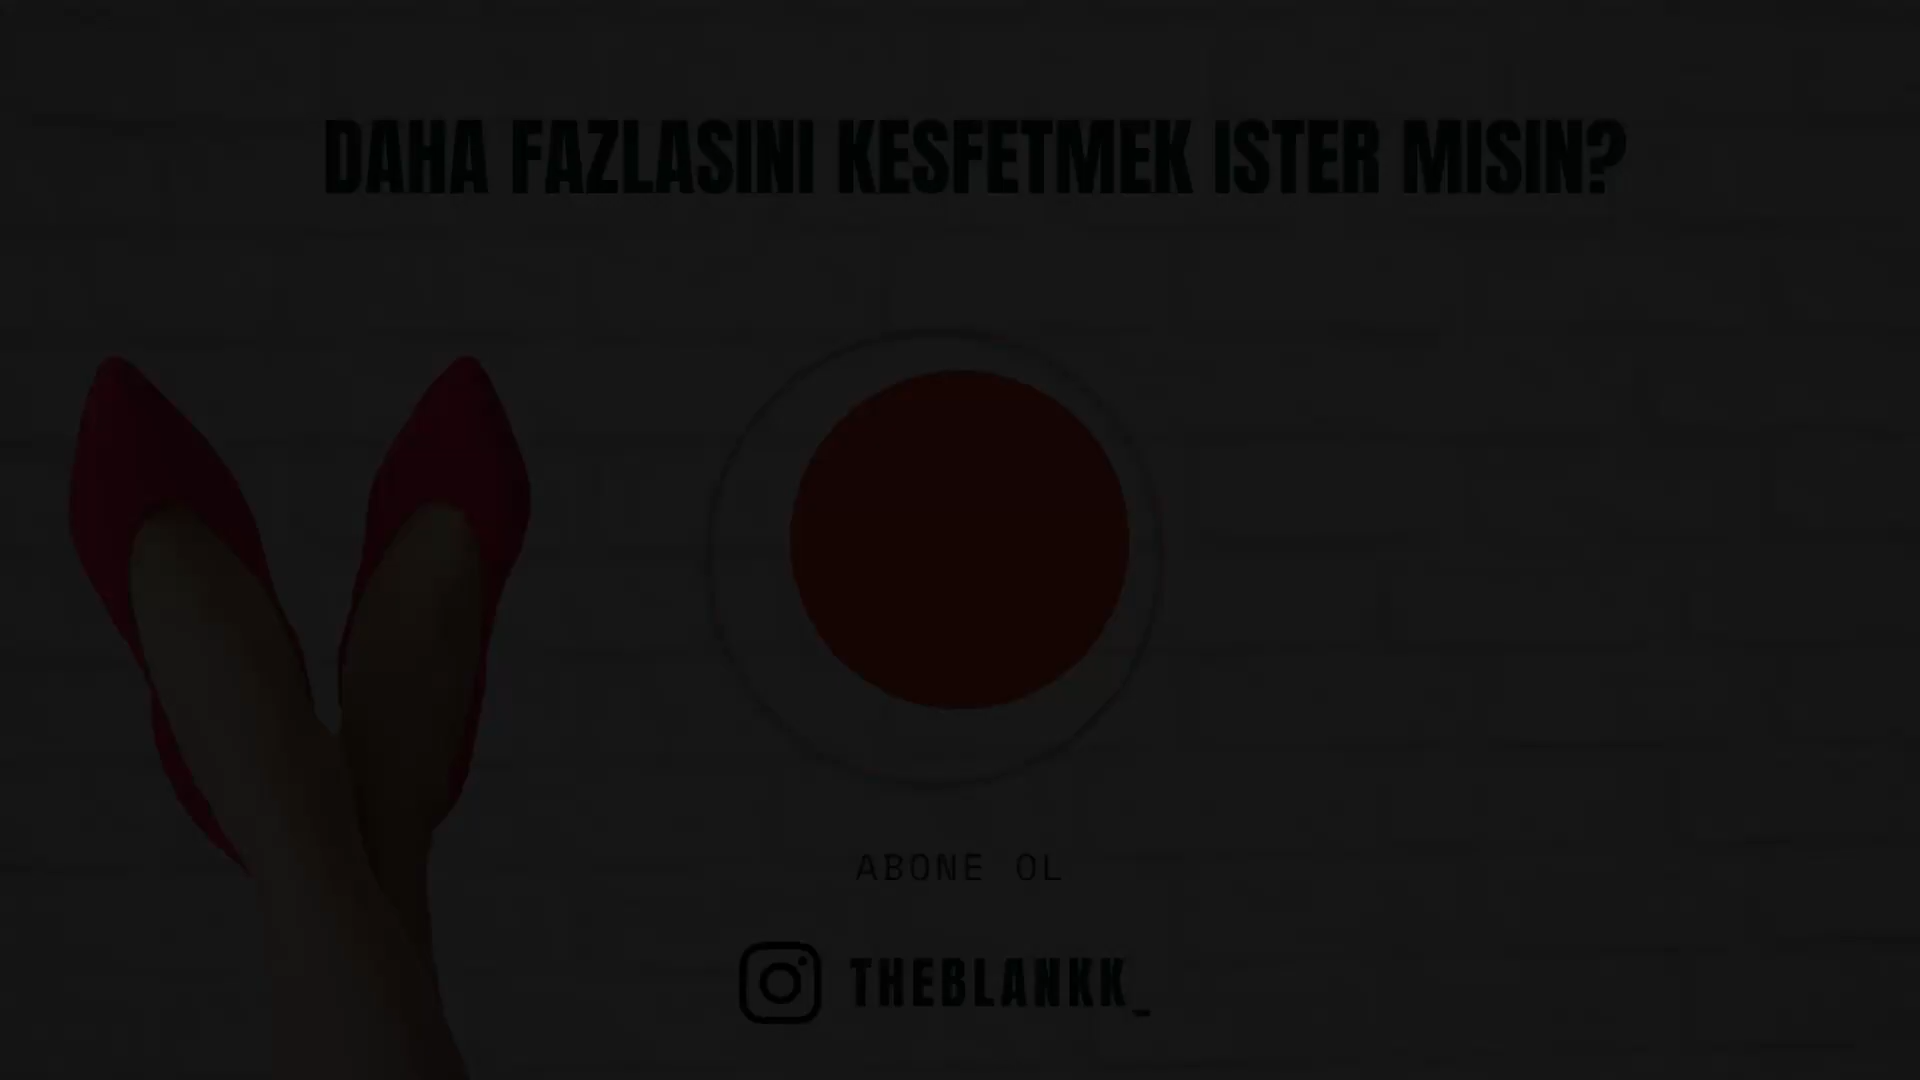 DAHA FAZLASINI KESFETMEK ISTER MISIN?
ABONE OL
THEBLANKK_